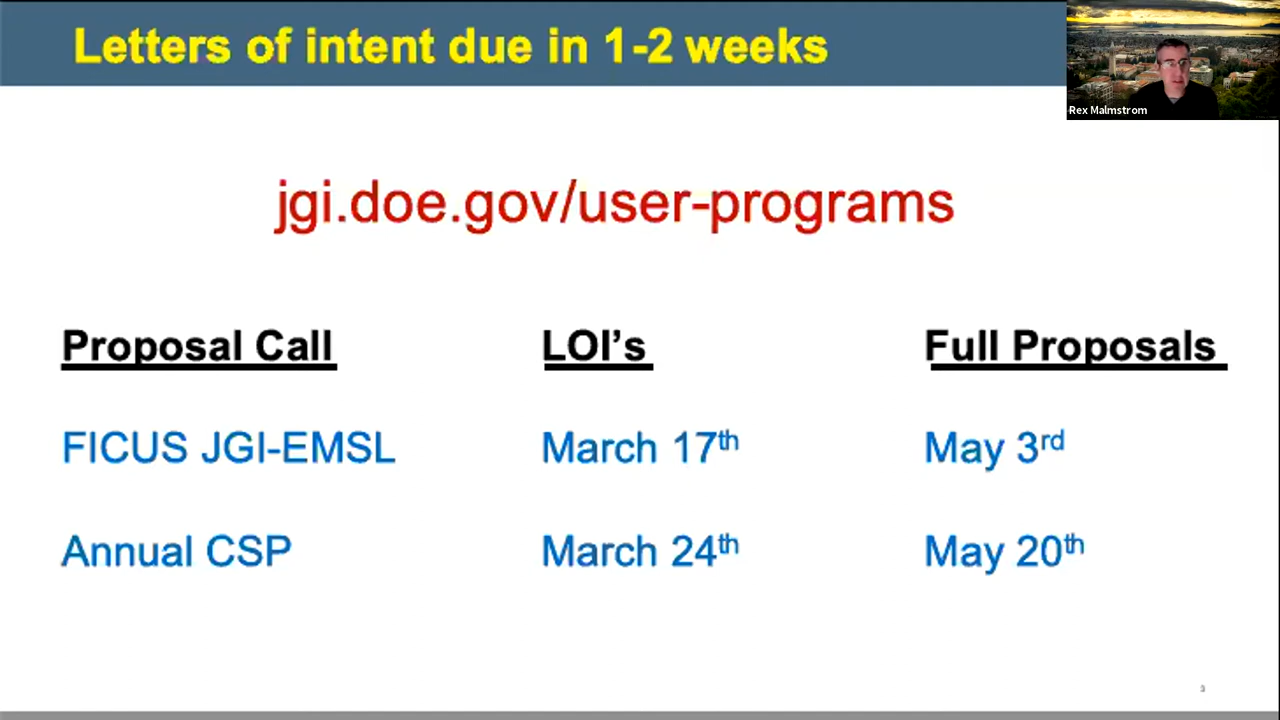 Letters of intent due in 1-2 weeks
Rex Malmstrom
jgi.doe.gov/user-programs
Proposal Call LOI’s Full Proposals
FICUS JGI-EMSL March 17th May 3rd
Annual CSP March 24th May 20th
3